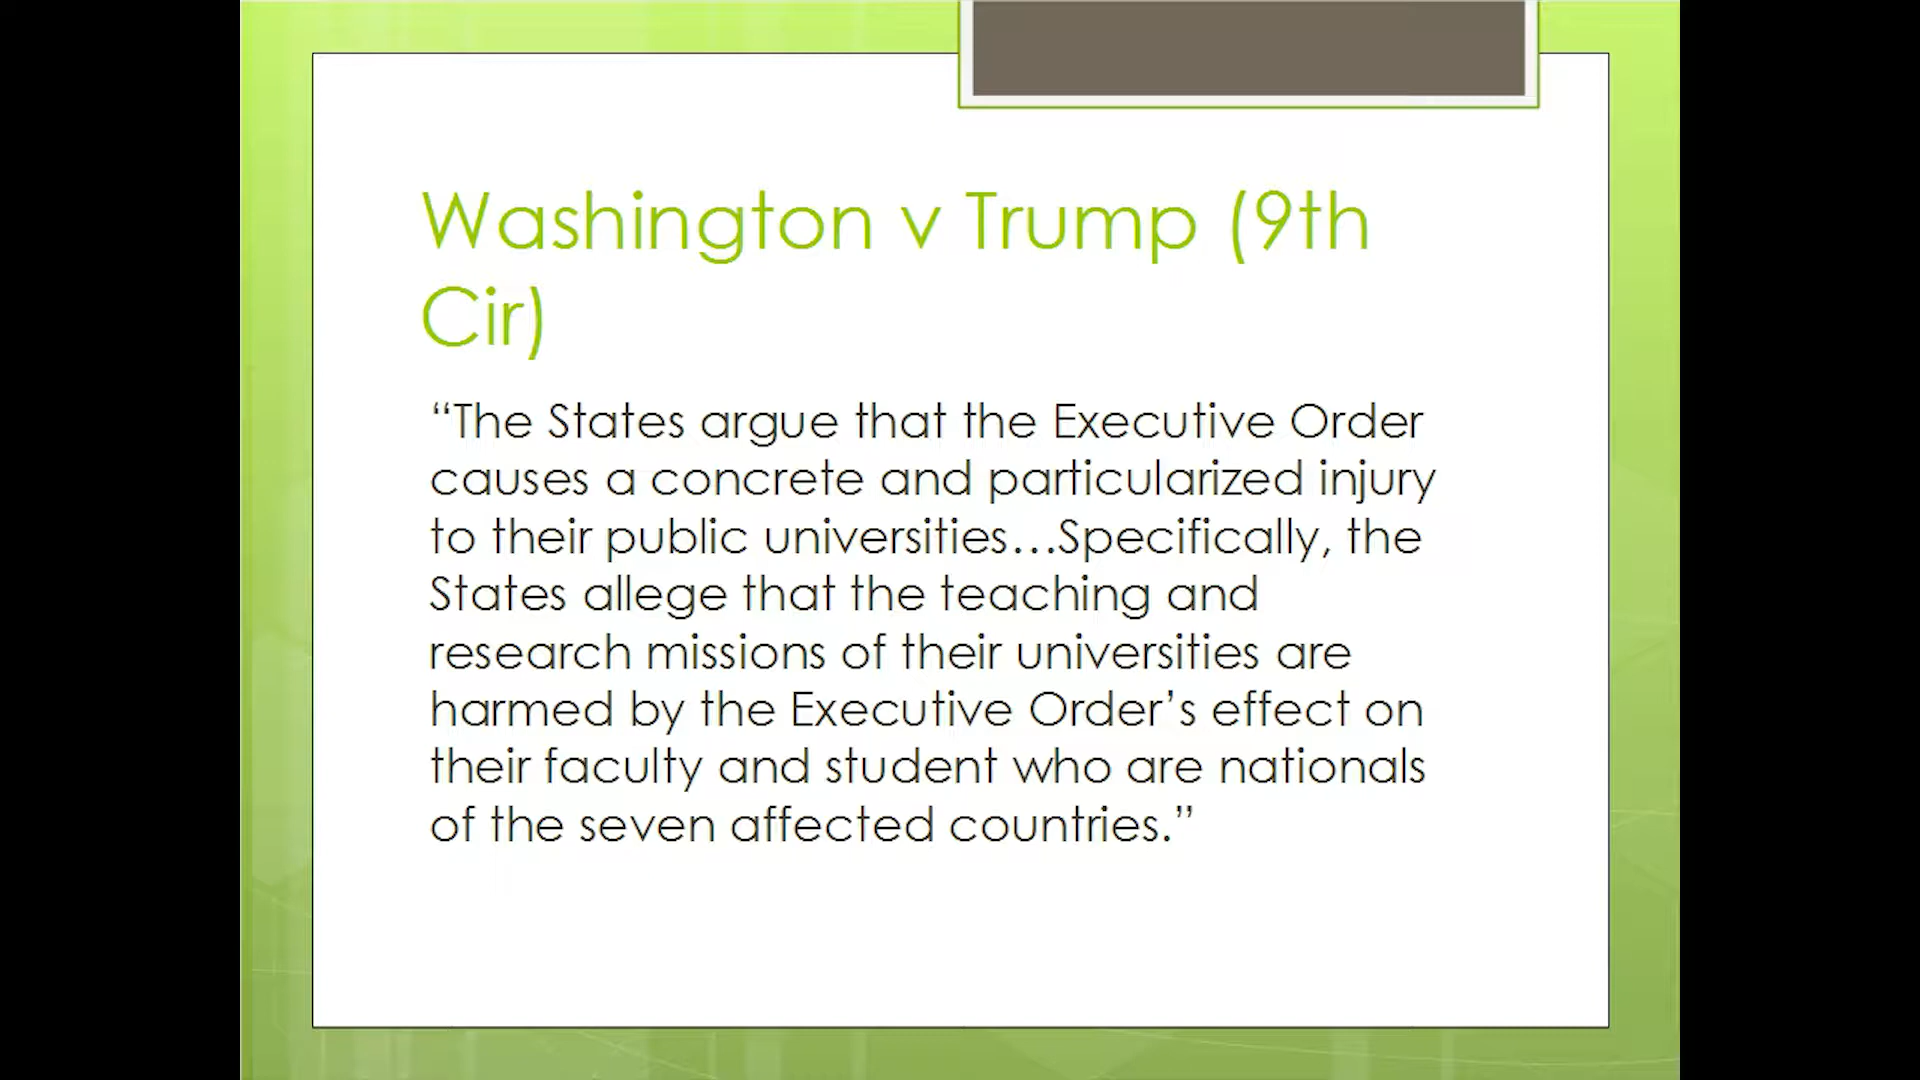 Washington v Trump (9th
Cir)
“The States argue that the Executive Order
causes a concrete and particularized injury
to their public universities…Specifically, the
States allege that the teaching and
research missions of their universities are
harmed by the Executive Order’s effect on
their faculty and student who are nationals
of the seven affected countries.”